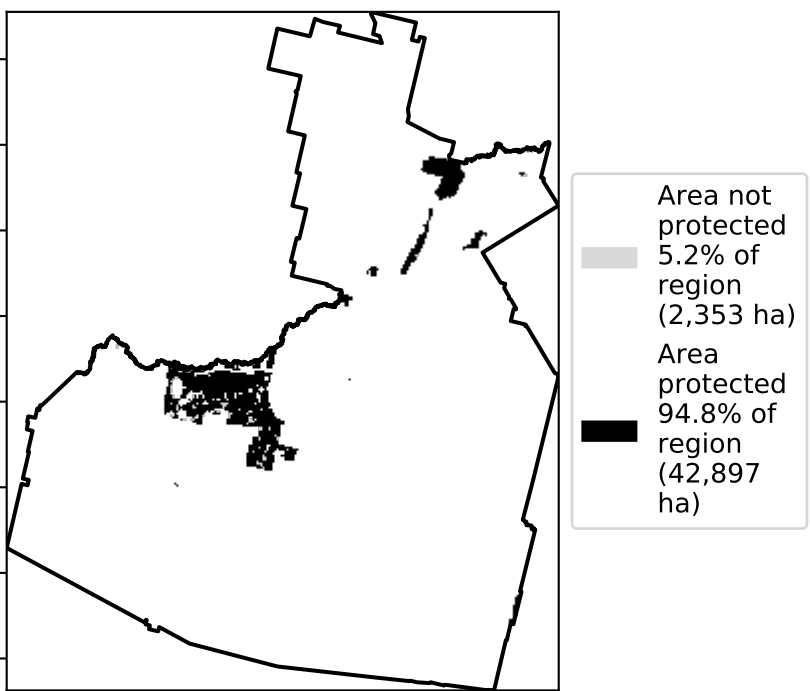 Area not
protected
5.2% of
region
(2,353 ha)
Area
protected
94.8% of
region
(42,897
ha)